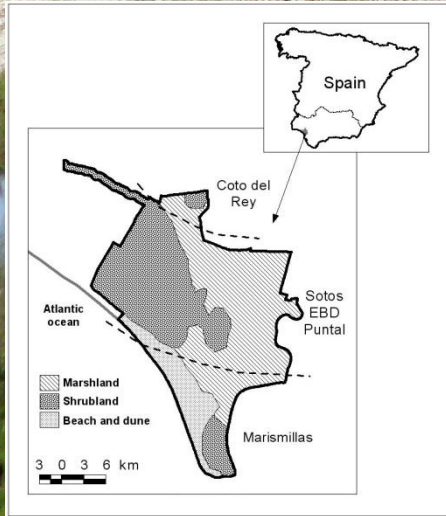 Spain
Coto del
Rey
Sotos
EBD
Puntal
Atlantic
ocean
Marshland
Shrubland
Beach and dune
Marismillas
3 0 3 6 km